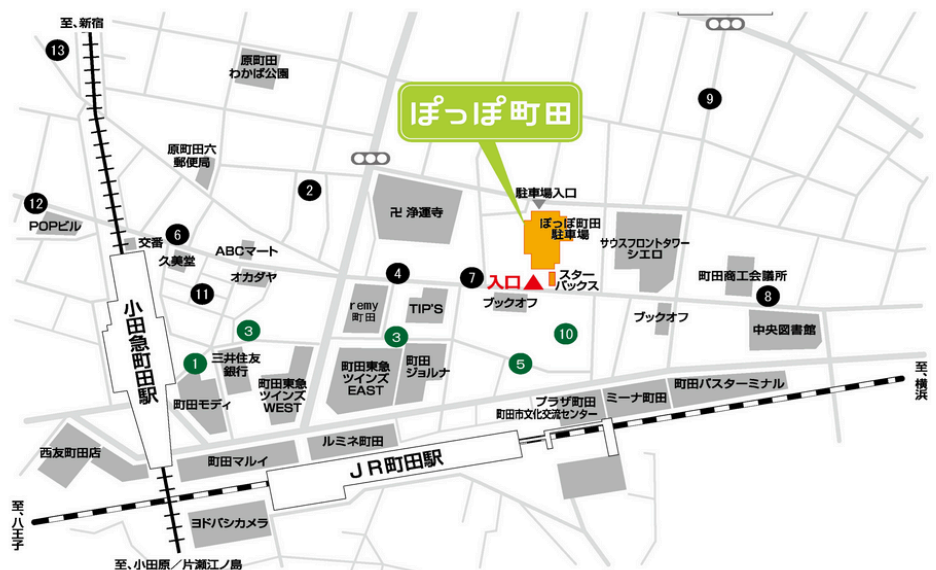 至、新宿
13
原町田
わかば公園
9
ぽっぽ町田
原町田六
郵便局
2
駐車場入口
12
POPビル
卍 浄運寺
ぽっぽ町田
駐車場
6
交番
久美堂
ABCマート
オカダヤ
サウスフロントタワー
シエロ
4
7
入口
スター
バックス
町田商工会議所
11
remy
町田
TIP'S
ブックオフ
8
小田急町田駅
3
3
10
ブックオフ
中央図書館
1
三井住友
銀行
町田東急
ツインズ
WEST
町田東急
ツインズ
EAST
町田
ジョルナ
5
至、横浜
町田モディ
プラザ町田
町田市文化交流センター
ミーナ町田
町田バスターミナル
西友町田店
町田マルイ
ルミネ町田
JR町田駅
至、八王子
ヨドバシカメラ
至、小田原/片瀬江ノ島